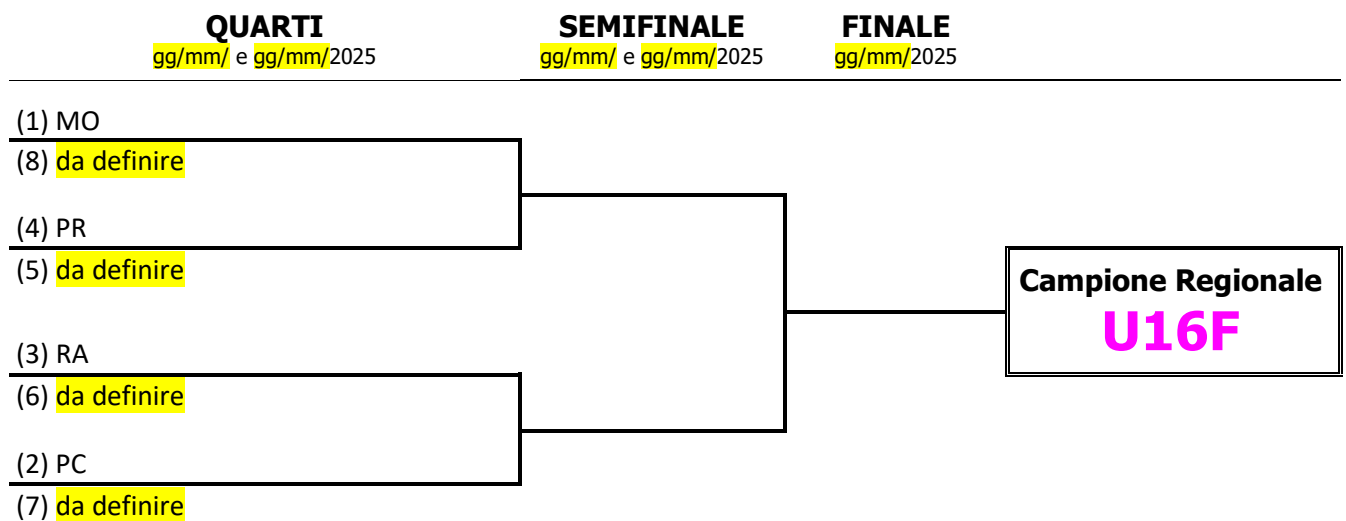 QUARTI SEMIFINALE FINALE
gg/mm/ e gg/mm/2025 gg/mm/ e gg/mm/2025 gg/mm/2025
(1) MO
(8) da definire
(4) PR
(5) da definire
Campione Regionale
U16F
(3) RA
(6) da definire
(2) PC
(7) da definire